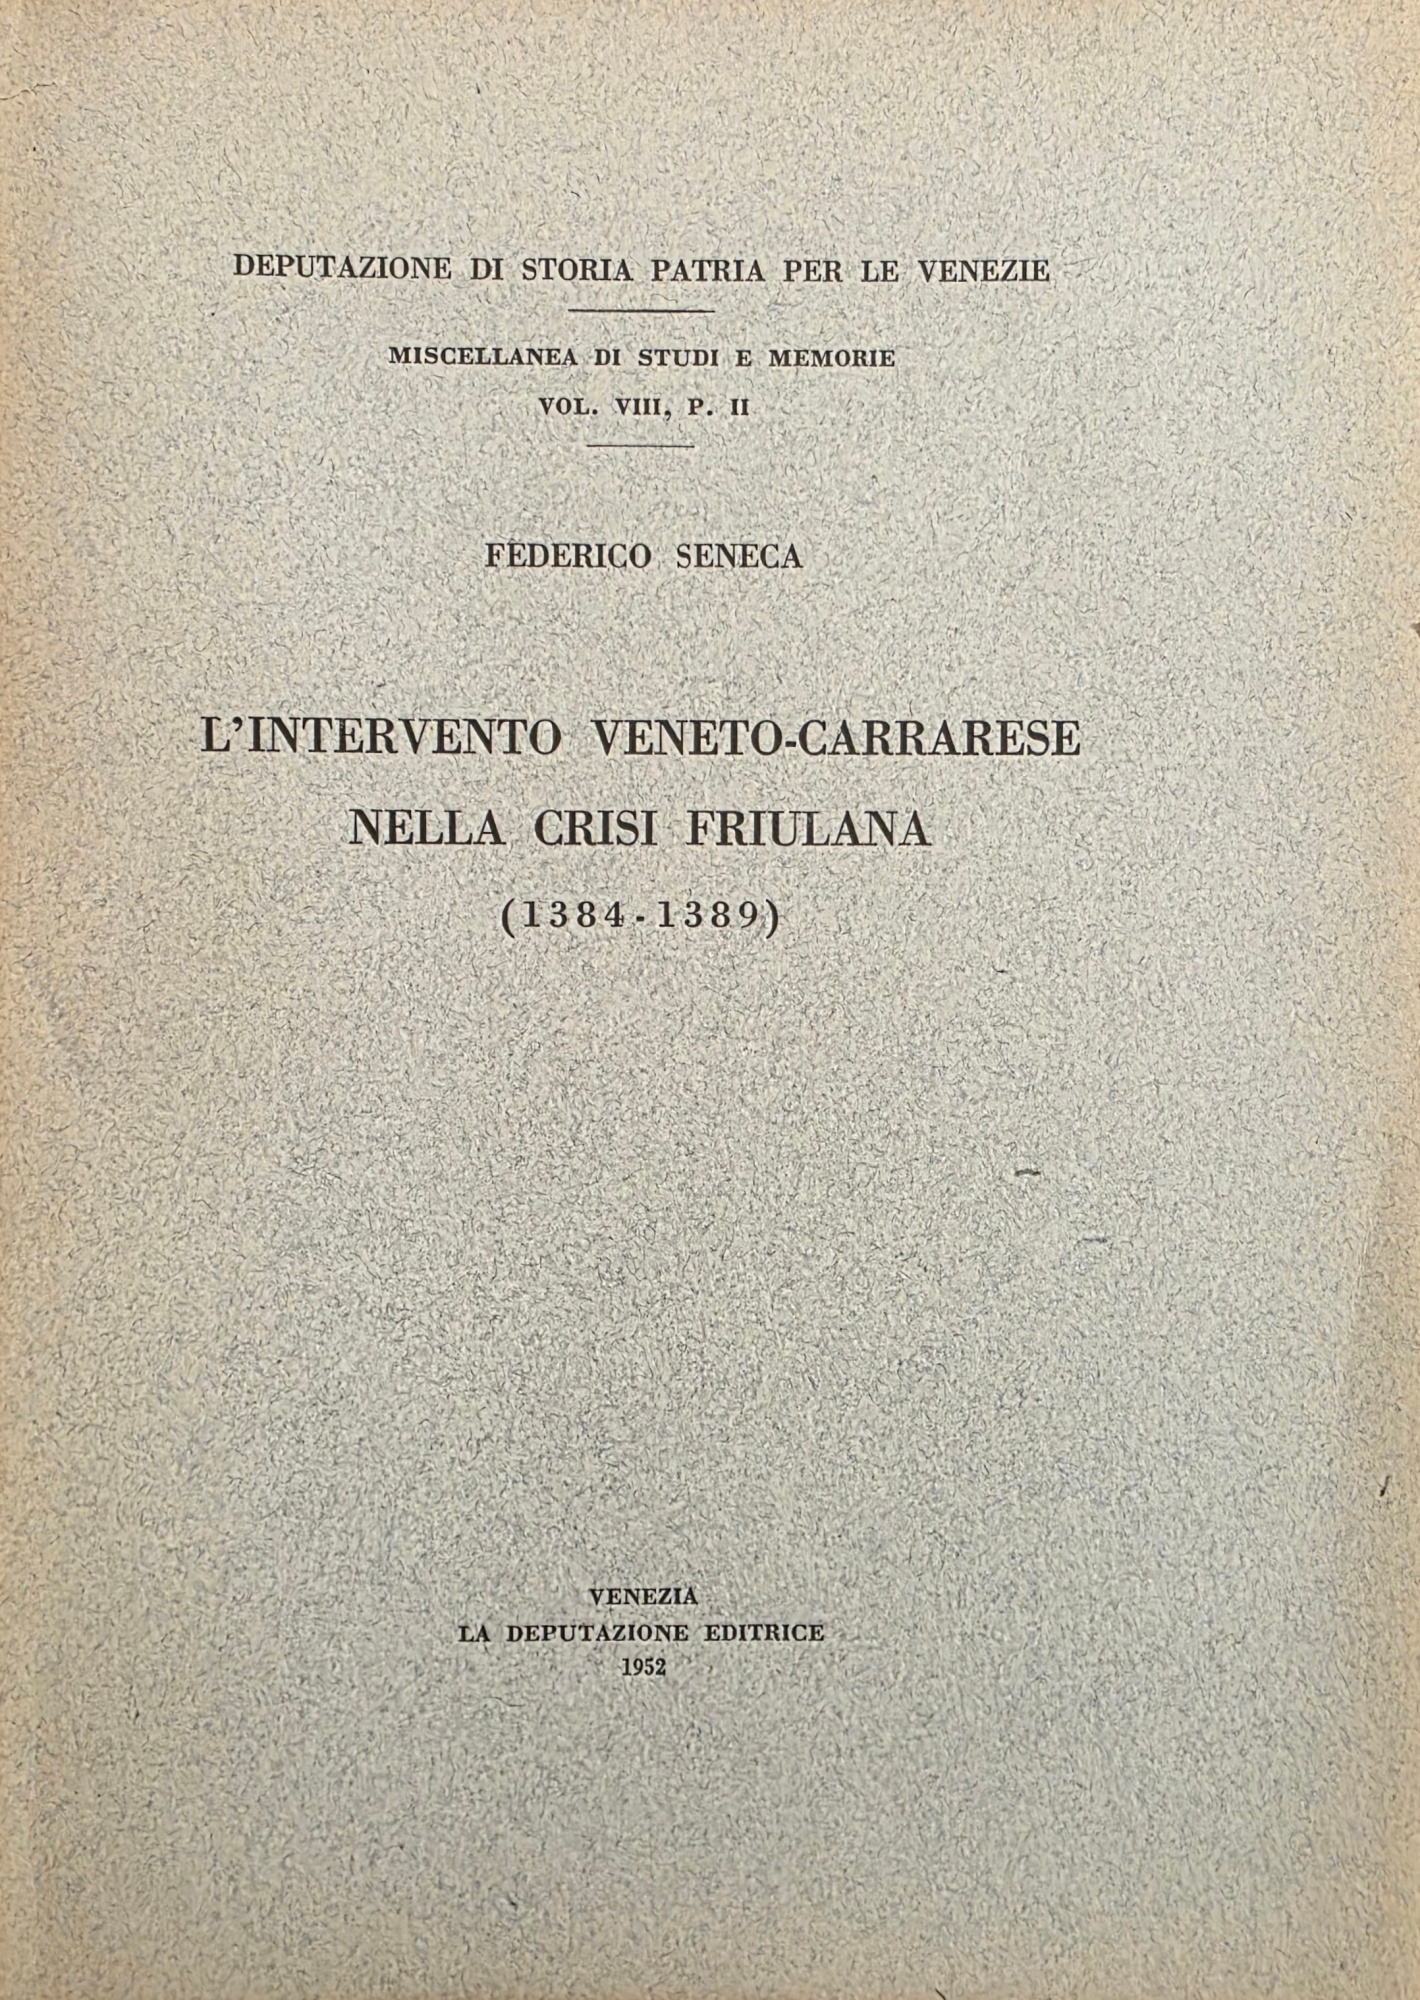 DEPUTAZIONE DI STORIA PATRIA PER LE VENEZIE
MISCELLANEA DI STUDI E MEMORIE
VOL. VIII, P. II
FEDERICO SENECA
L'INTERVENTO VENETO-CARRARESE
NELLA CRISI FRIULANA
(1384-1389)
VENEZIA
LA DEPUTAZIONE EDITRICE
1952